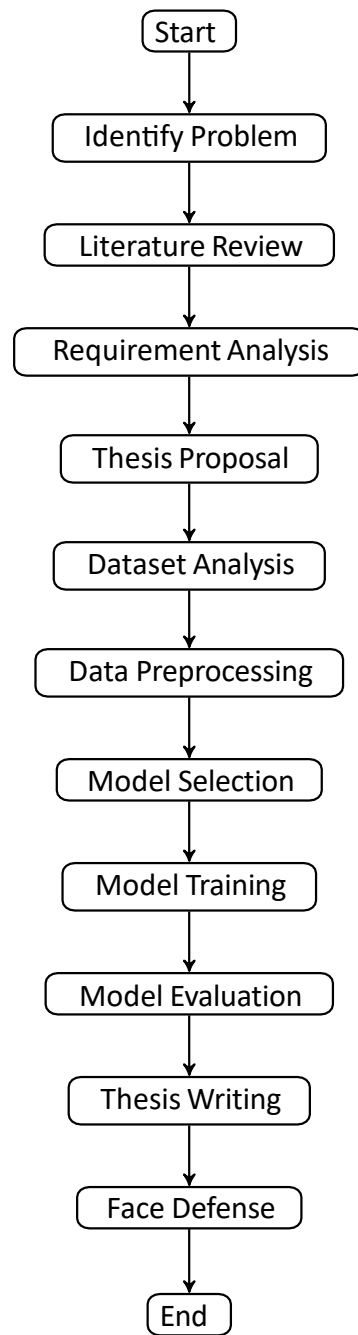 Start
Identify Problem
Literature Review
Requirement Analysis
Thesis Proposal
Dataset Analysis
Data Preprocessing
Model Selection
Model Training
Model Evaluation
Thesis Writing
Face Defense
End